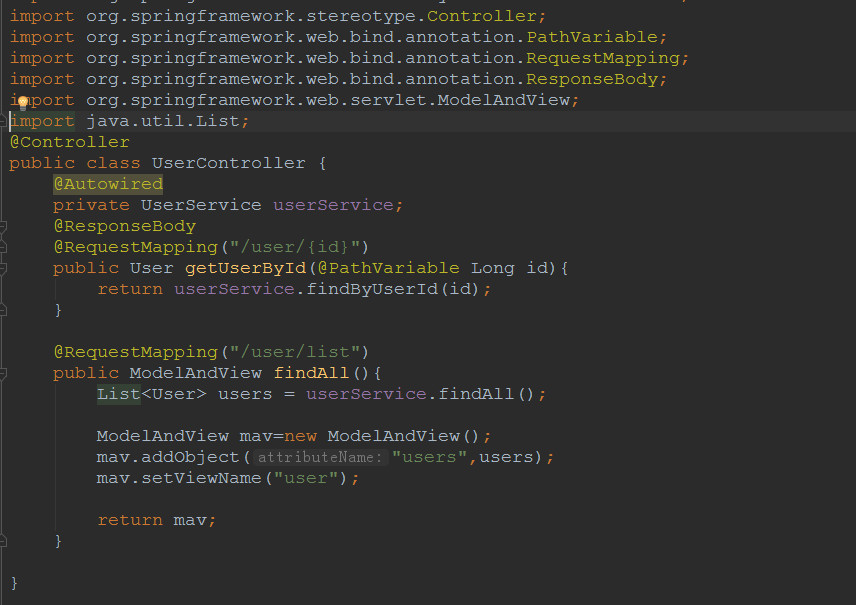 import org.springframework.stereotype.Controller;
import org.springframework.web.bind.annotation.PathVariable;
import org.springframework.web.bind.annotation.RequestMapping;
import org.springframework.web.bind.annotation.ResponseBody;
import org.springframework.web.servlet.ModelAndView;
import java.util.List;
@Controller
public class UserController {
    @Autowired
    private UserService userService;
    @ResponseBody
    @RequestMapping("/user/{id}")
    public User getUserById(@PathVariable Long id){
        return userService.findByUserId(id);
    }

    @RequestMapping("/user/list")
    public ModelAndView findAll(){
        List<User> users = userService.findAll();

        ModelAndView mav=new ModelAndView();
        mav.addObject( attributeName: "users",users);
        mav.setViewName("user");

        return mav;
    }

}